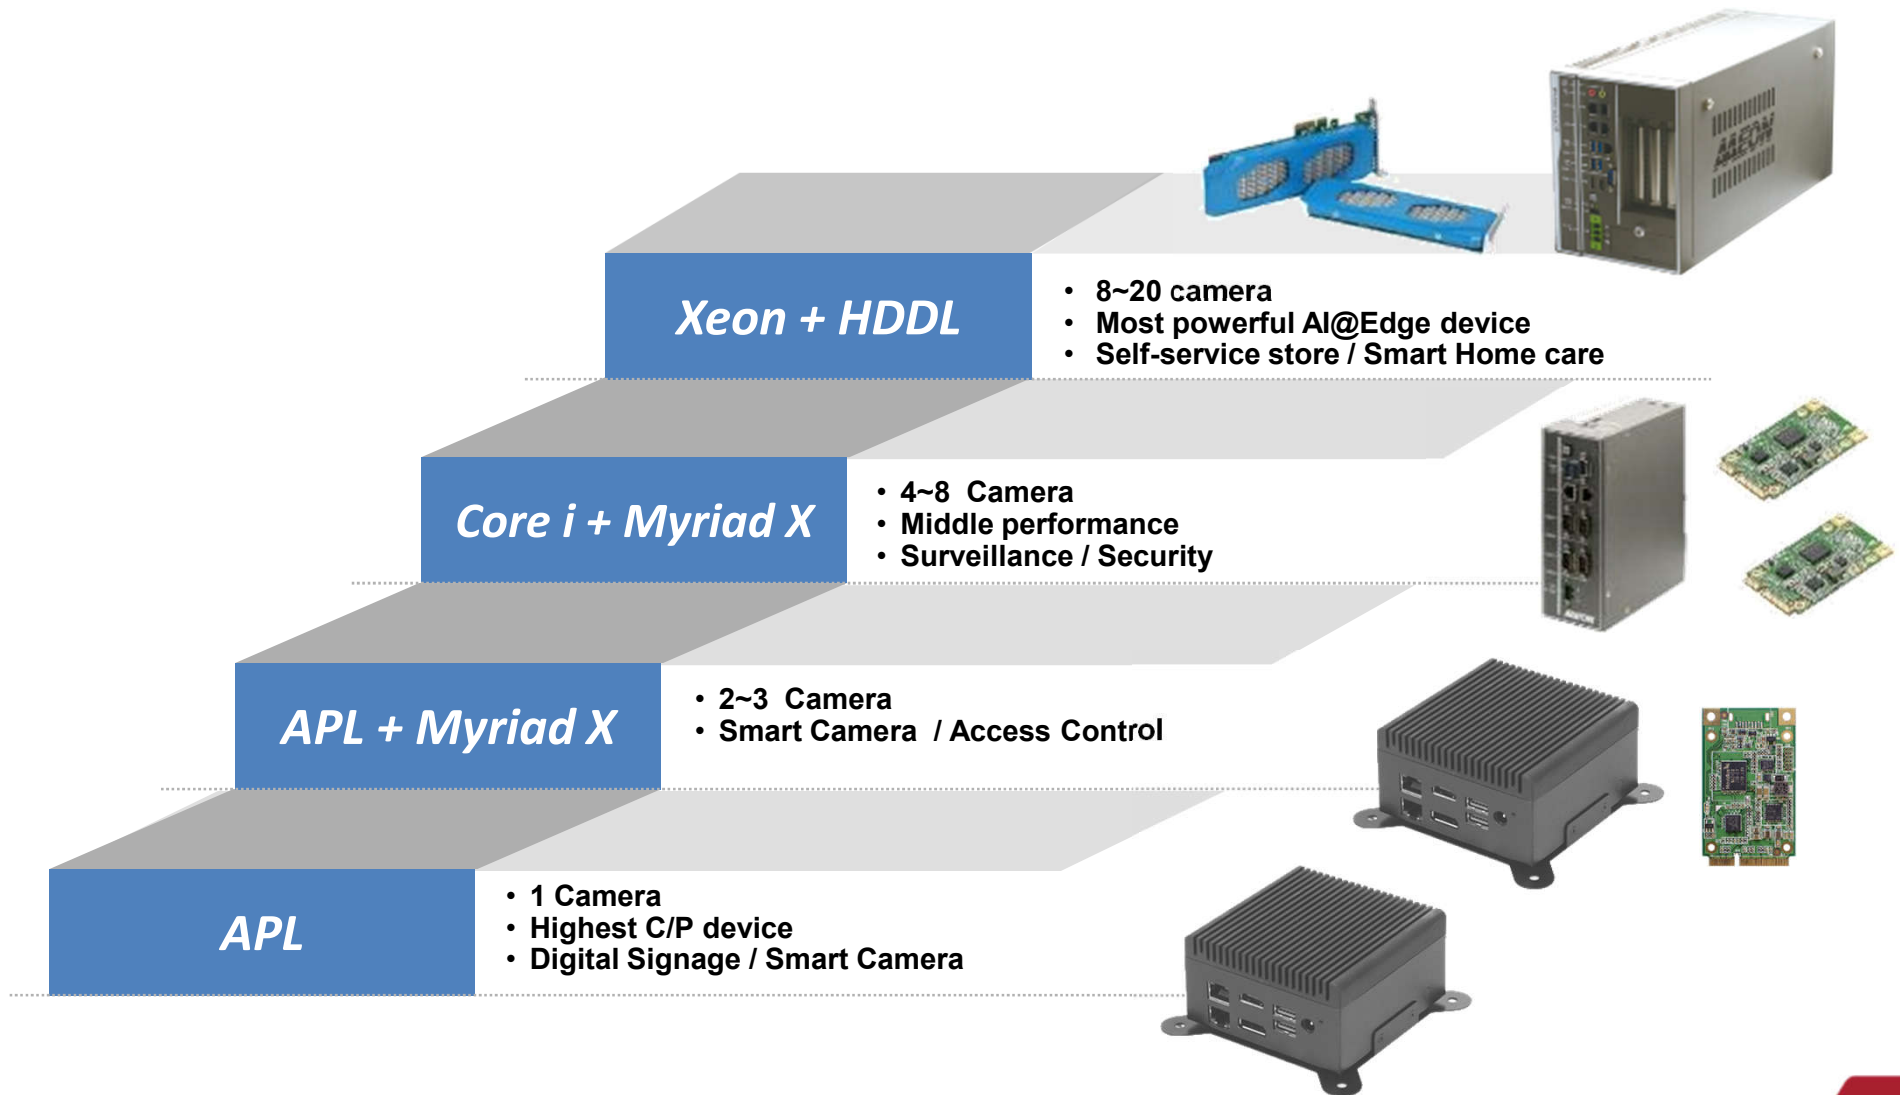 AAEON
Xeon + HDDL
• 8~20 camera
• Most powerful AI@Edge device
• Self-service store / Smart Home care
Core i + Myriad X
• 4~8 Camera
• Middle performance
• Surveillance / Security
APL + Myriad X
• 2~3 Camera
• Smart Camera / Access Control
APL
• 1 Camera
• Highest C/P device
• Digital Signage / Smart Camera